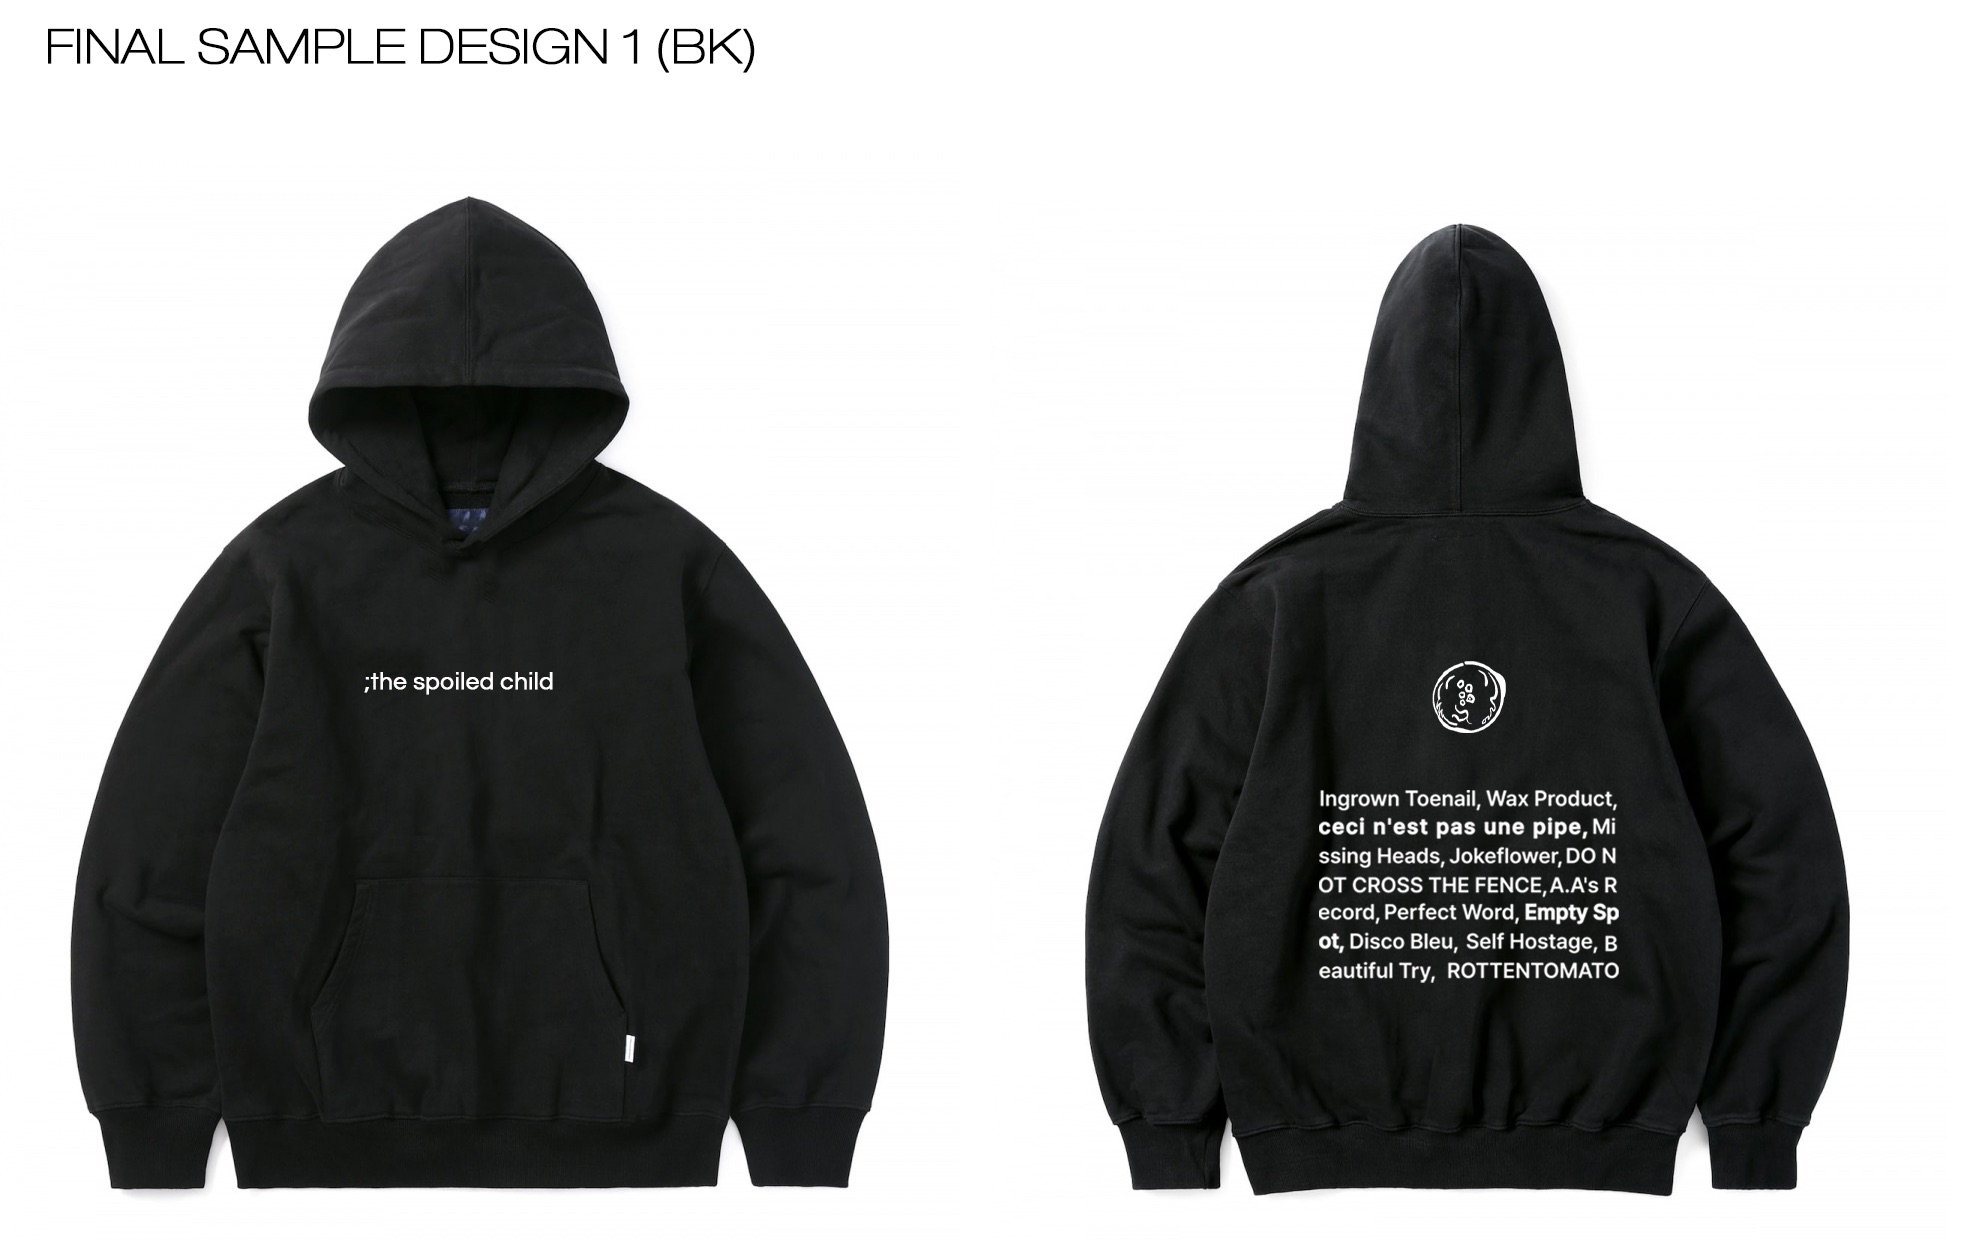 FINAL SAMPLE DESIGN 1 (BK)
;the spoiled child
Ingrown Toenail, Wax Product,
ceci n'est pas une pipe, Mi
ssing Heads, Jokeflower, DO N
OT CROSS THE FENCE, A.A's R
ecord, Perfect Word, Empty Sp
ot, Disco Bleu, Self Hostage, B
eautiful Try, ROTTENTOMATO